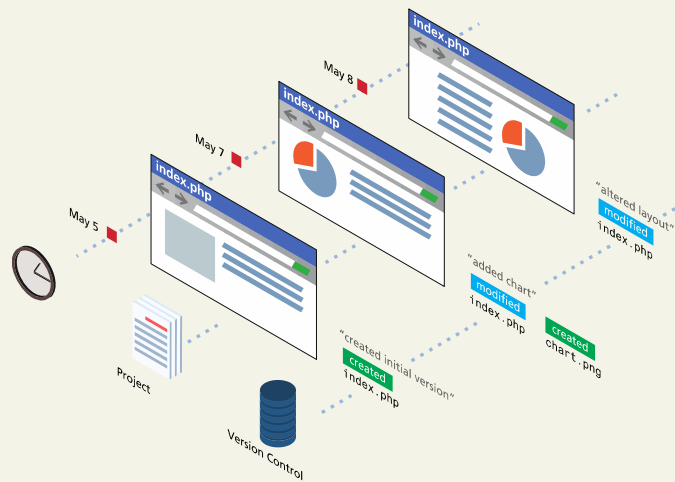 index.php
May 8
index.php
May 7
index.php
May 5
"altered layout"
modified
index.php
"added chart"
modified
index.php
created
chart.png
"created initial version"
created
index.php
Project
Version Control